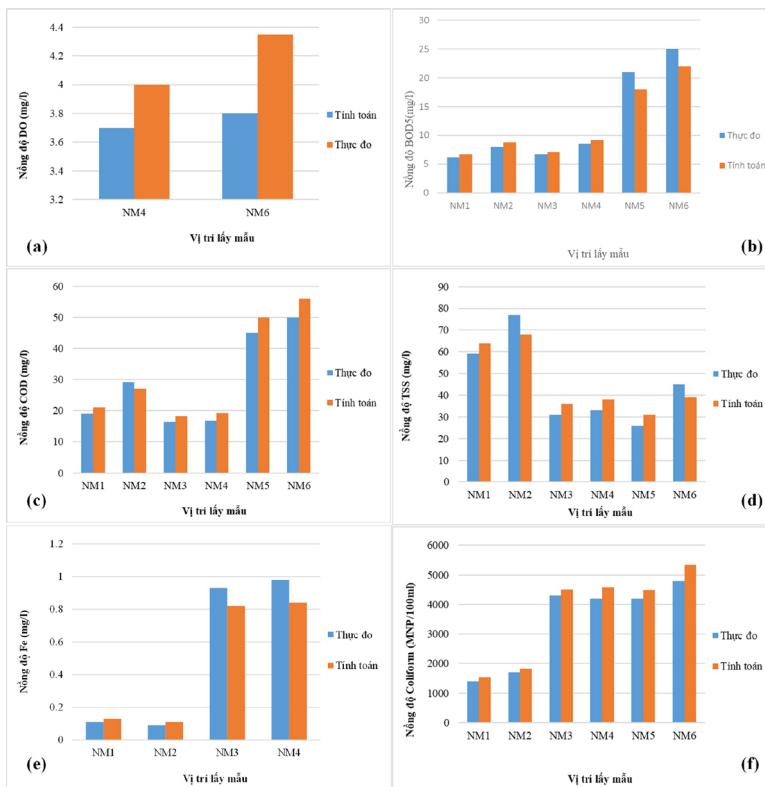 Nồng độ DO (mg/l)
4.4
4.2
4
3.8
3.6
3.4
3.2
NM4 NM6
Tính toán
Thực đo
Vị trí lấy mẫu
(a)
Nồng độ BOD5(mg/l)
30
25
20
15
10
5
0
NM1 NM2 NM3 NM4 NM5 NM6
Thực đo
Tính toán
Vị trí lấy mẫu
(b)
Nồng độ COD (mg/l)
60
50
40
30
20
10
0
NM1 NM2 NM3 NM4 NM5 NM6
Thực đo
Tính toán
Vị trí lấy mẫu
(c)
Nồng độ TSS (mg/l)
90
80
70
60
50
40
30
20
10
0
NM1 NM2 NM3 NM4 NM5 NM6
Thực đo
Tính toán
Vị trí lấy mẫu
(d)
Nồng độ Fe (mg/l)
1.2
1
0.8
0.6
0.4
0.2
0
NM1 NM2 NM3 NM4
Thực đo
Tính toán
Vị trí lấy mẫu
(e)
Nồng độ Coliform (MNP/100ml)
6000
5000
4000
3000
2000
1000
0
NM1 NM2 NM3 NM4 NM5 NM6
Thực đo
Tính toán
Vị trí lấy mẫu
(f)